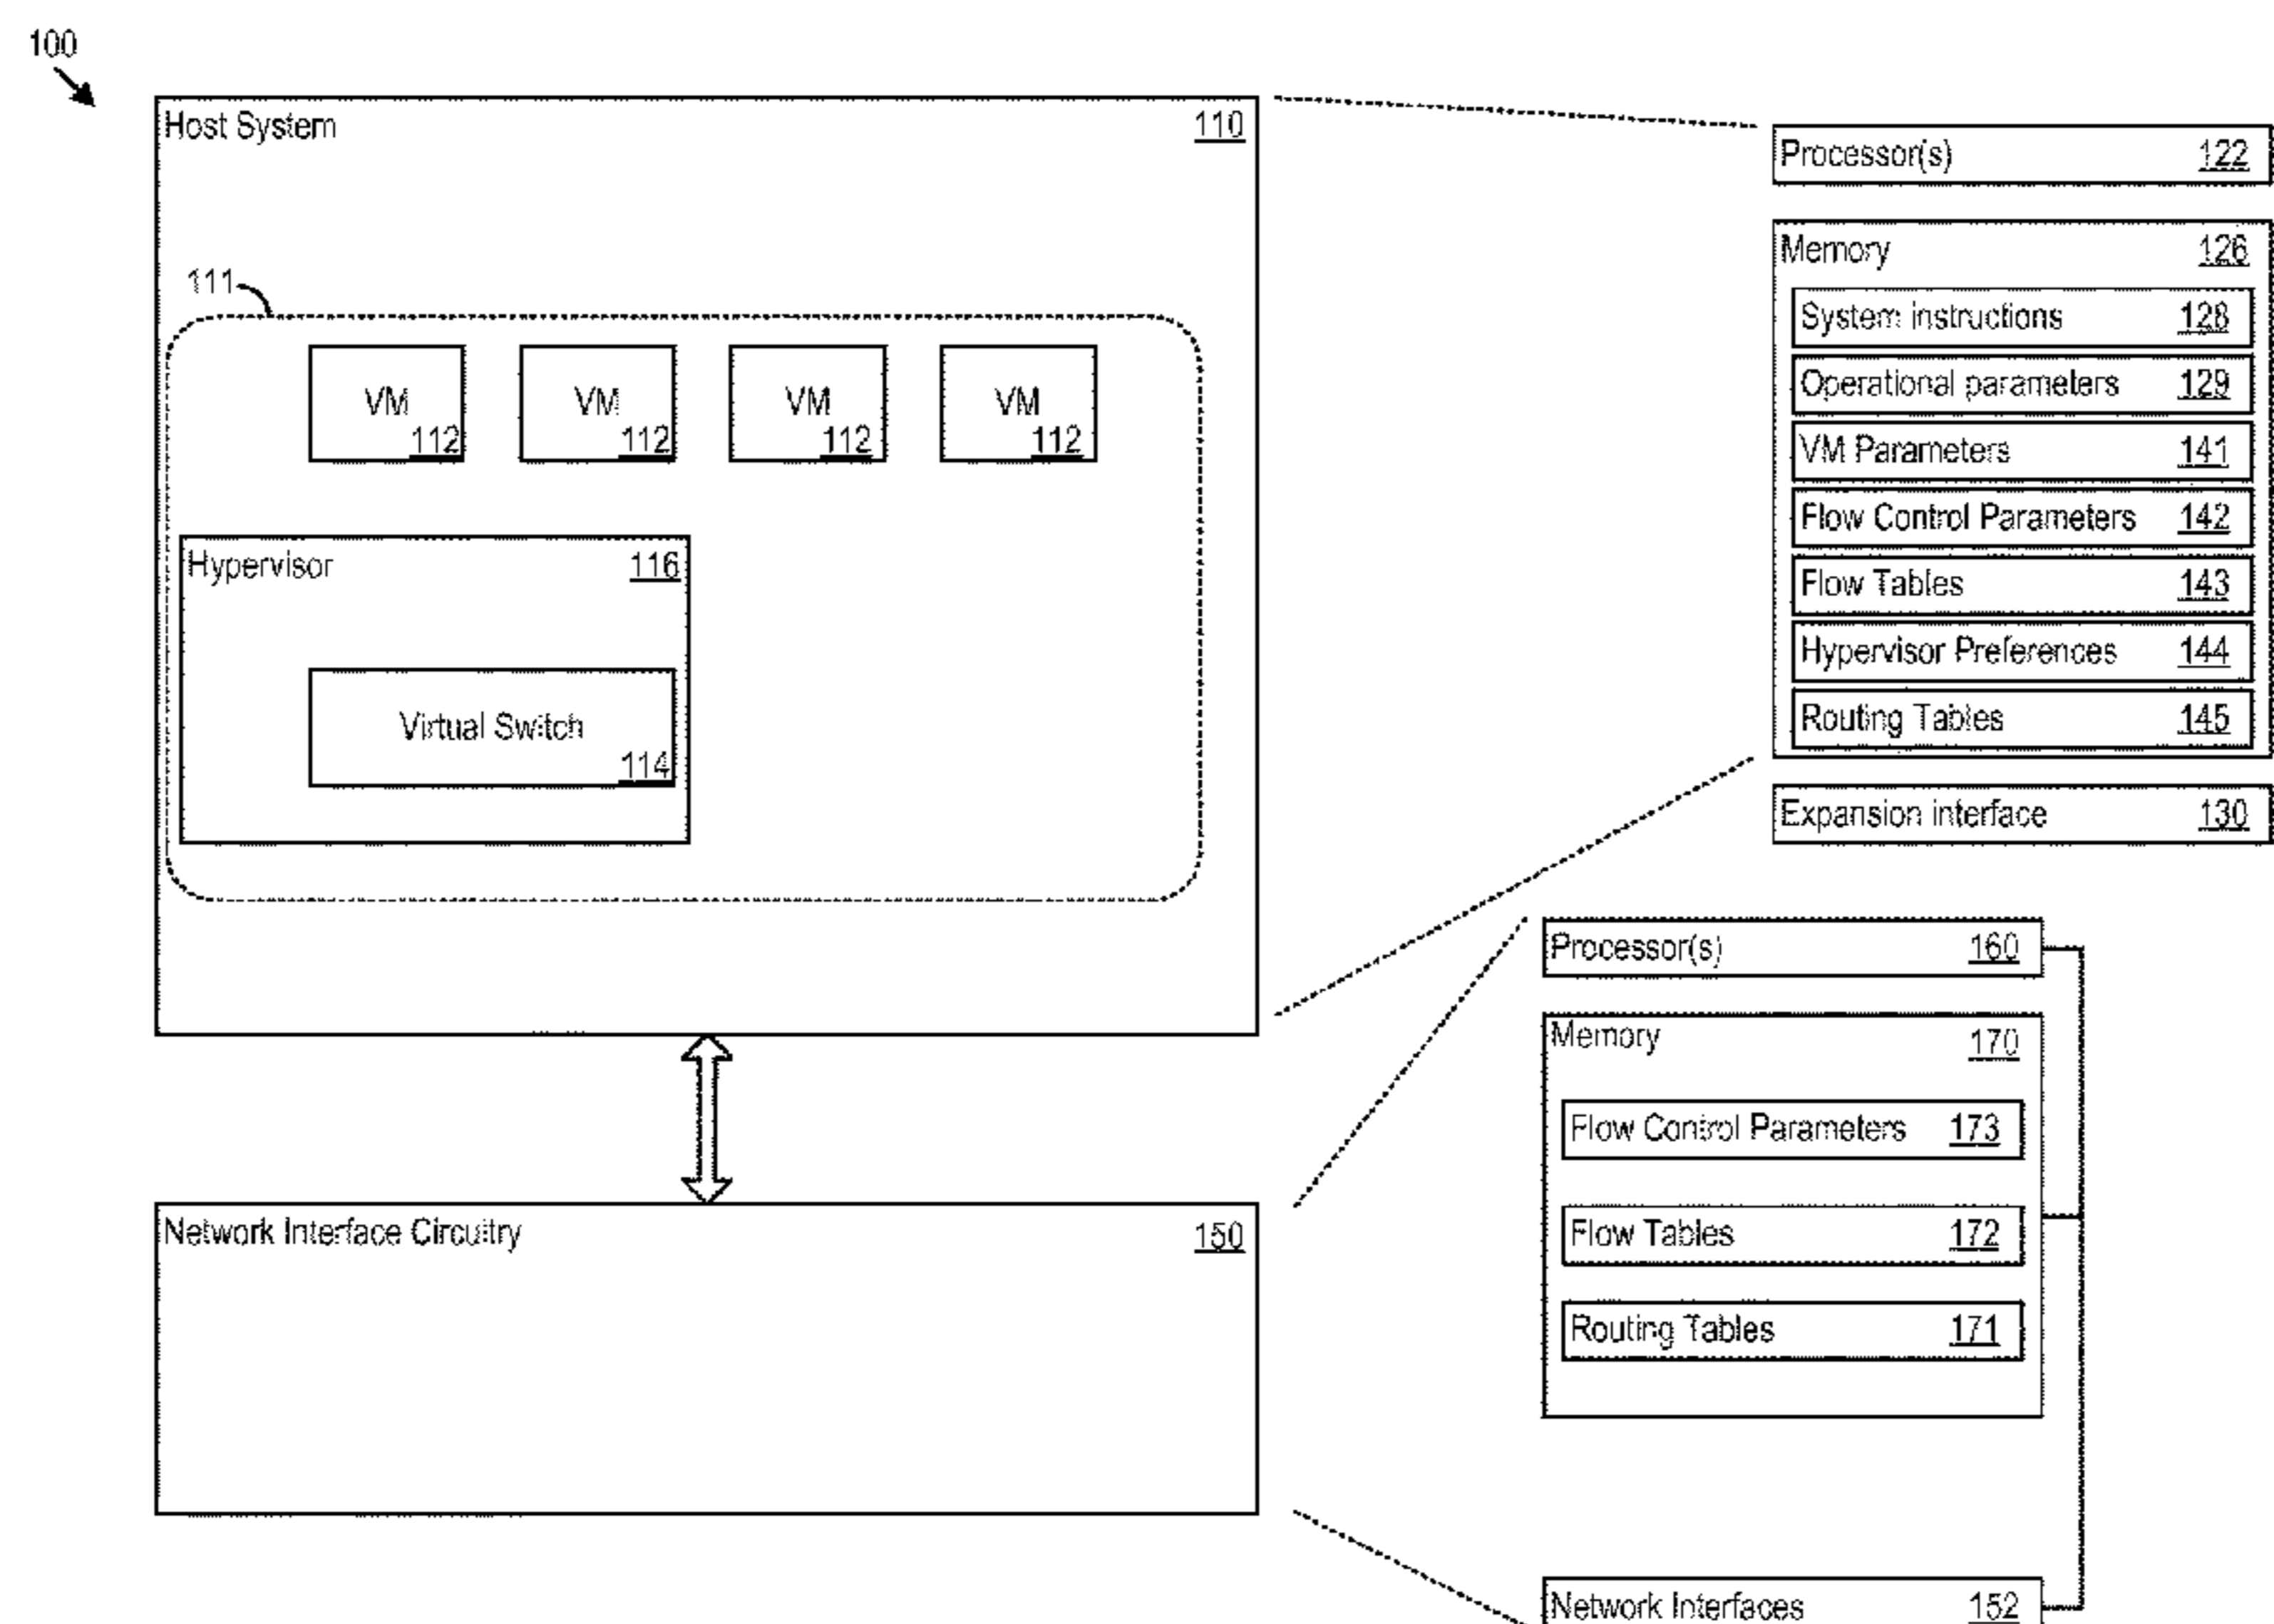 100
Host System 110
111
VM 112
VM 112
VM 112
VM 112
Hypervisor 116
Virtual Switch
114
Processor(s) 122
Memory 126
System instructions 128
Operational parameters 129
VM Parameters 141
Flow Control Parameters 142
Flow Tables 143
Hypervisor Preferences 144
Routing Tables 145
Expansion interface 130
Network Interface Circuitry 150
Processor(s) 160
Memory 170
Flow Control Parameters 173
Flow Tables 172
Routing Tables 171
Network Interfaces 152